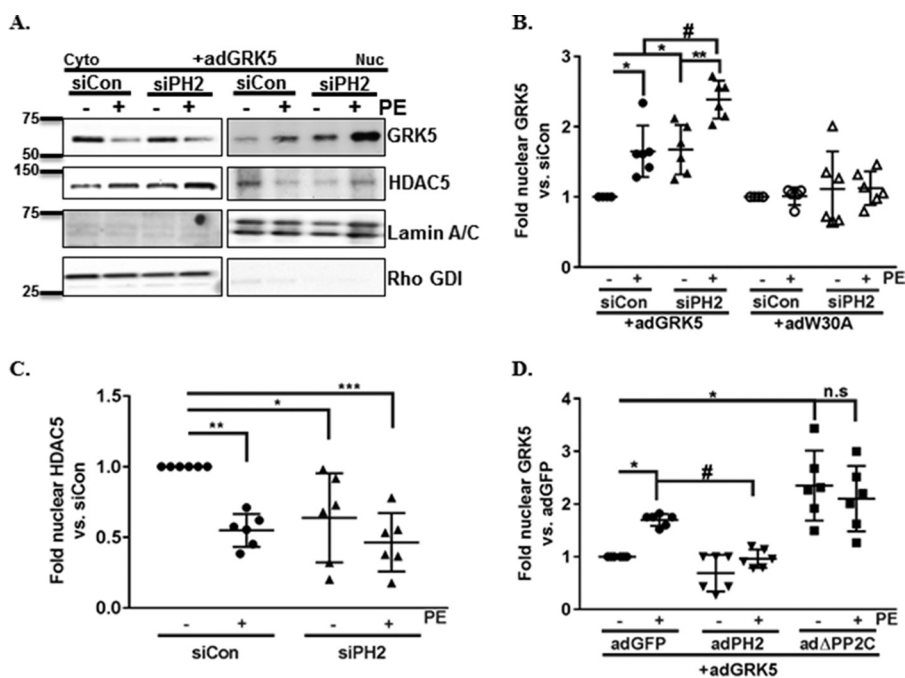 A.
Cyto +adGRK5 Nuc
siCon siPH2 siCon siPH2
- + - + - + - + PE
75
50
GRK5
150
HDAC5
75
Lamin A/C
25
Rho GDI
B.
Fold nuclear GRK5
vs. siCon
3
2
1
0
#
* * **
*
- + - + - + - + PE
siCon siPH2 siCon siPH2
+adGRK5 +adW30A
C.
Fold nuclear HDAC5
vs. siCon
1.5
1.0
0.5
0.0
***
*
**
- + - + PE
siCon siPH2
D.
Fold nuclear GRK5
vs. adGFP
4
3
2
1
0
* n.s
* #
- + - + - + PE
adGFP adPH2 adΔPP2C
+adGRK5